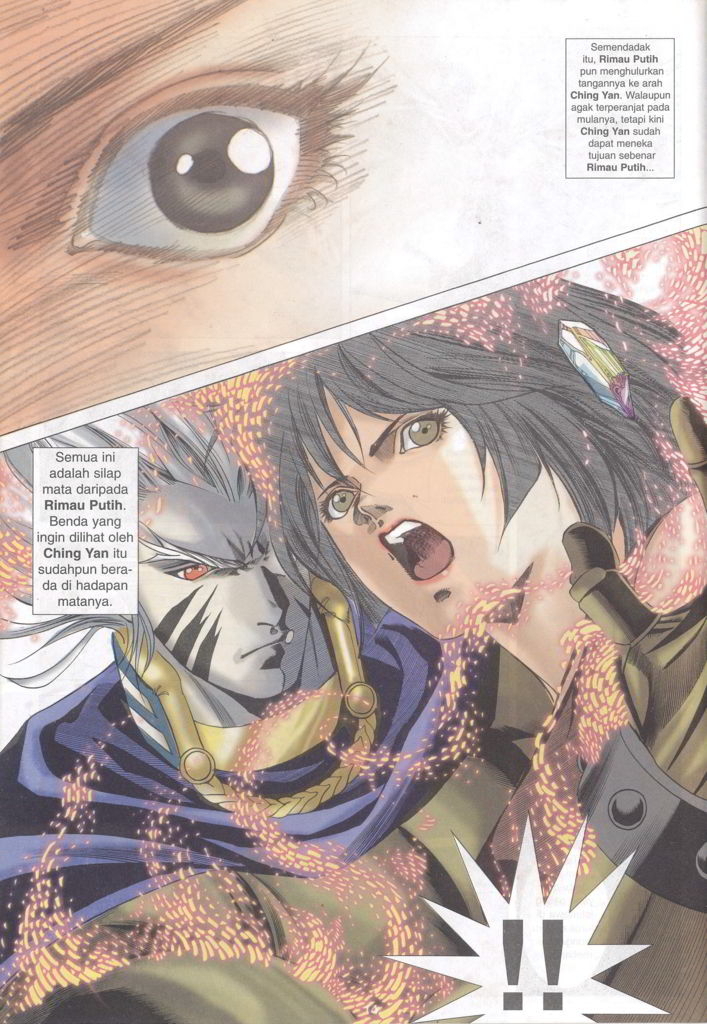 Semendadak
itu, Rimau Putih
pun menghulurkan
tangannya ke arah
Ching Yan. Walaupun
agak terperanjat pada
mulanya, tetapi kini
Ching Yan sudah
dapat meneka
tujuan sebenar
Rimau Putih...
Semua ini
adalah silap
mata daripada
Rimau Putih.
Benda yang
ingin dilihat oleh
Ching Yan itu
sudahpun bera-
da di hadapan
matanya.
!!